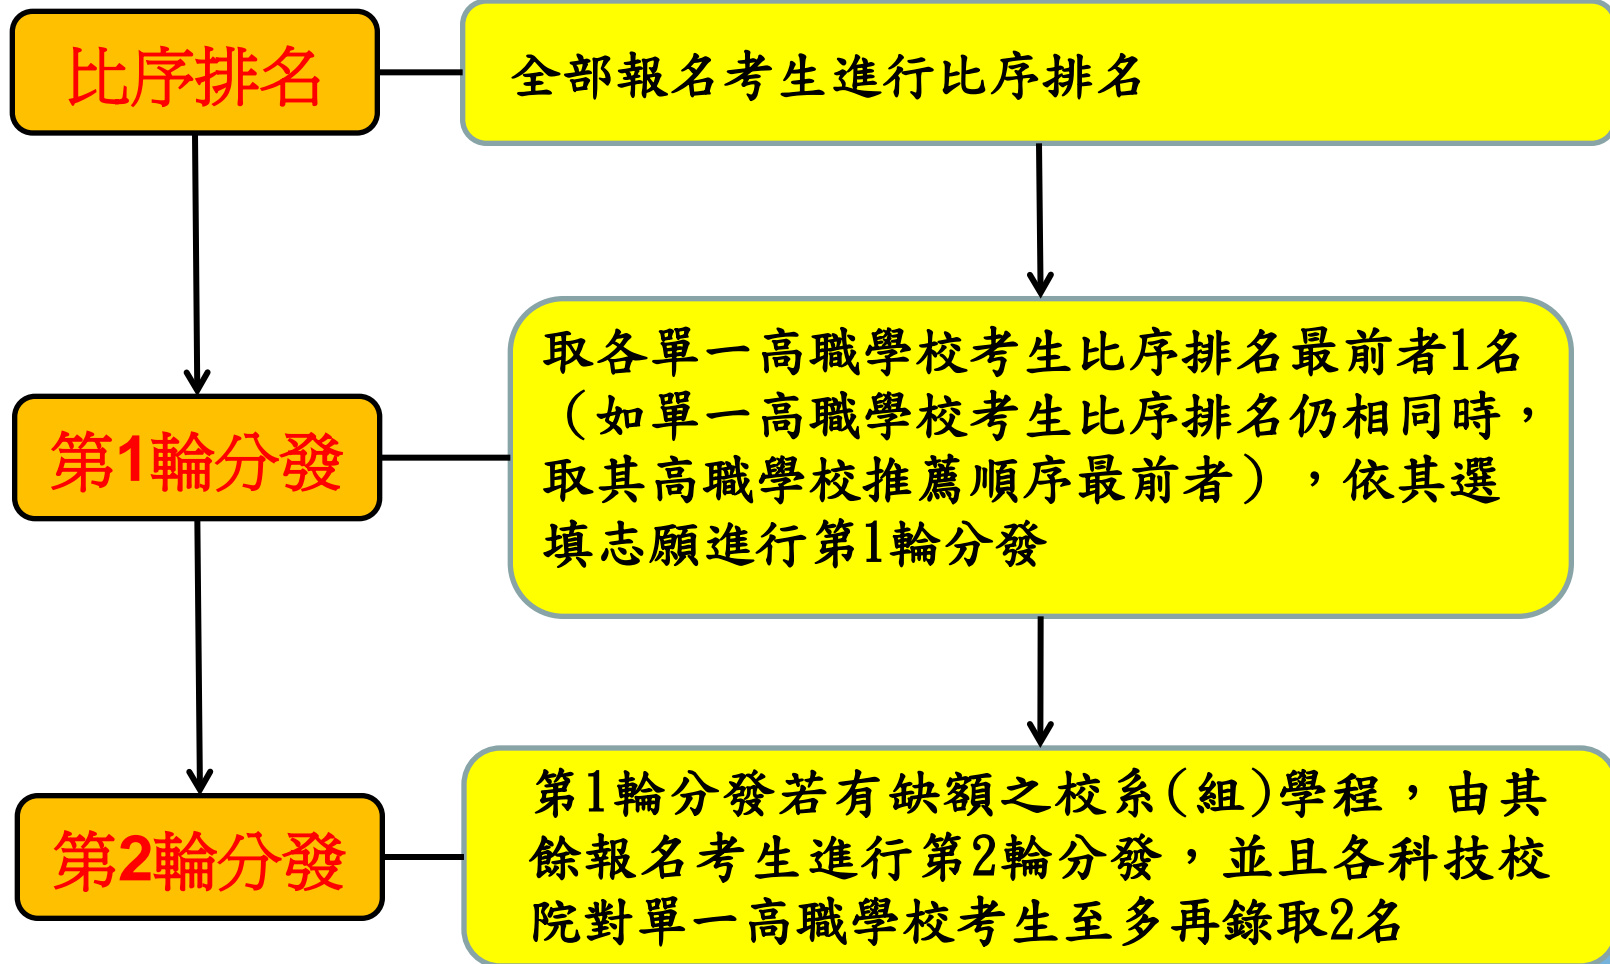 比序排名
全部報名考生進行比序排名
第1輪分發
取各單一高職學校考生比序排名最前者1名
（如單一高職學校考生比序排名仍相同時，
取其高職學校推薦順序最前者），依其選
填志願進行第1輪分發
第2輪分發
第1輪分發若有缺額之校系(組)學程，由其
餘報名考生進行第2輪分發，並且各科技校
院對單一高職學校考生至多再錄取2名